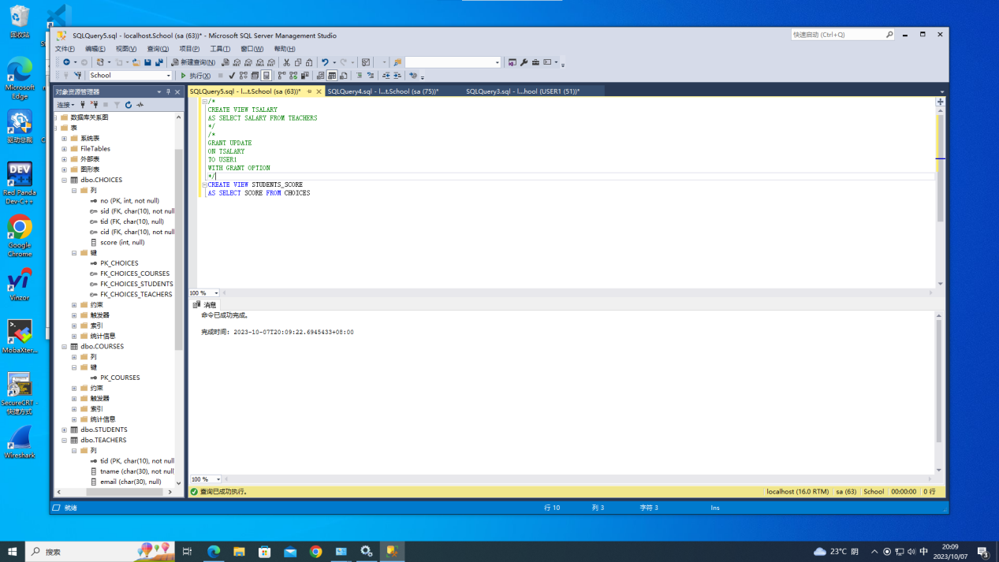 回收站
Microsoft
Edge
驱动总裁
Red Panda
Dev-C++
Google
Chrome
Vinzor
MobaXter...
SecureCRT -
快捷方式
Wireshark
SQLQuery5.sql - localhost.School (sa (63))* - Microsoft SQL Server Management Studio
快速启动 (Ctrl+Q)
文件(F) 编辑(E) 视图(V) 查询(Q) 项目(P) 工具(T) 窗口(W) 帮助(H)
新建查询(N)
School
执行(X)
对象资源管理器
连接
数据库关系图
表
系统表
FileTables
外部表
图形表
dbo.CHOICES
列
no (PK, int, not null)
sid (FK, char(10), not null
tid (FK, char(10), null)
cid (FK, char(10), not null
score (int, null)
键
PK_CHOICES
FK_CHOICES_COURSES
FK_CHOICES_STUDENTS
FK_CHOICES_TEACHERS
约束
触发器
索引
统计信息
dbo.COURSES
列
键
PK_COURSES
约束
触发器
索引
统计信息
dbo.STUDENTS
dbo.TEACHERS
列
tid (PK, char(10), not null
tname (char(30), not null
email (char(30), null)
SQLQuery5.sql - l...t.School (sa (63))* SQLQuery4.sql - l...t.School (sa (75))* SQLQuery3.sql - l...hool (USER1 (51))*
/*
CREATE VIEW TSALARY
AS SELECT SALARY FROM TEACHERS
*/
/*
GRANT UPDATE
ON TSALARY
TO USER1
WITH GRANT OPTION
*/
CREATE VIEW STUDENTS_SCORE
AS SELECT SCORE FROM CHOICES
100 %
消息
命令已成功完成。
完成时间: 2023-10-07T20:09:22.6945433+08:00
100 %
查询已成功执行。 localhost (16.0 RTM) sa (63) School 00:00:00 0 行
就绪 行 10 列 3 字符 3 Ins
搜索
23°C 阴
中
20:09
2023/10/07
3